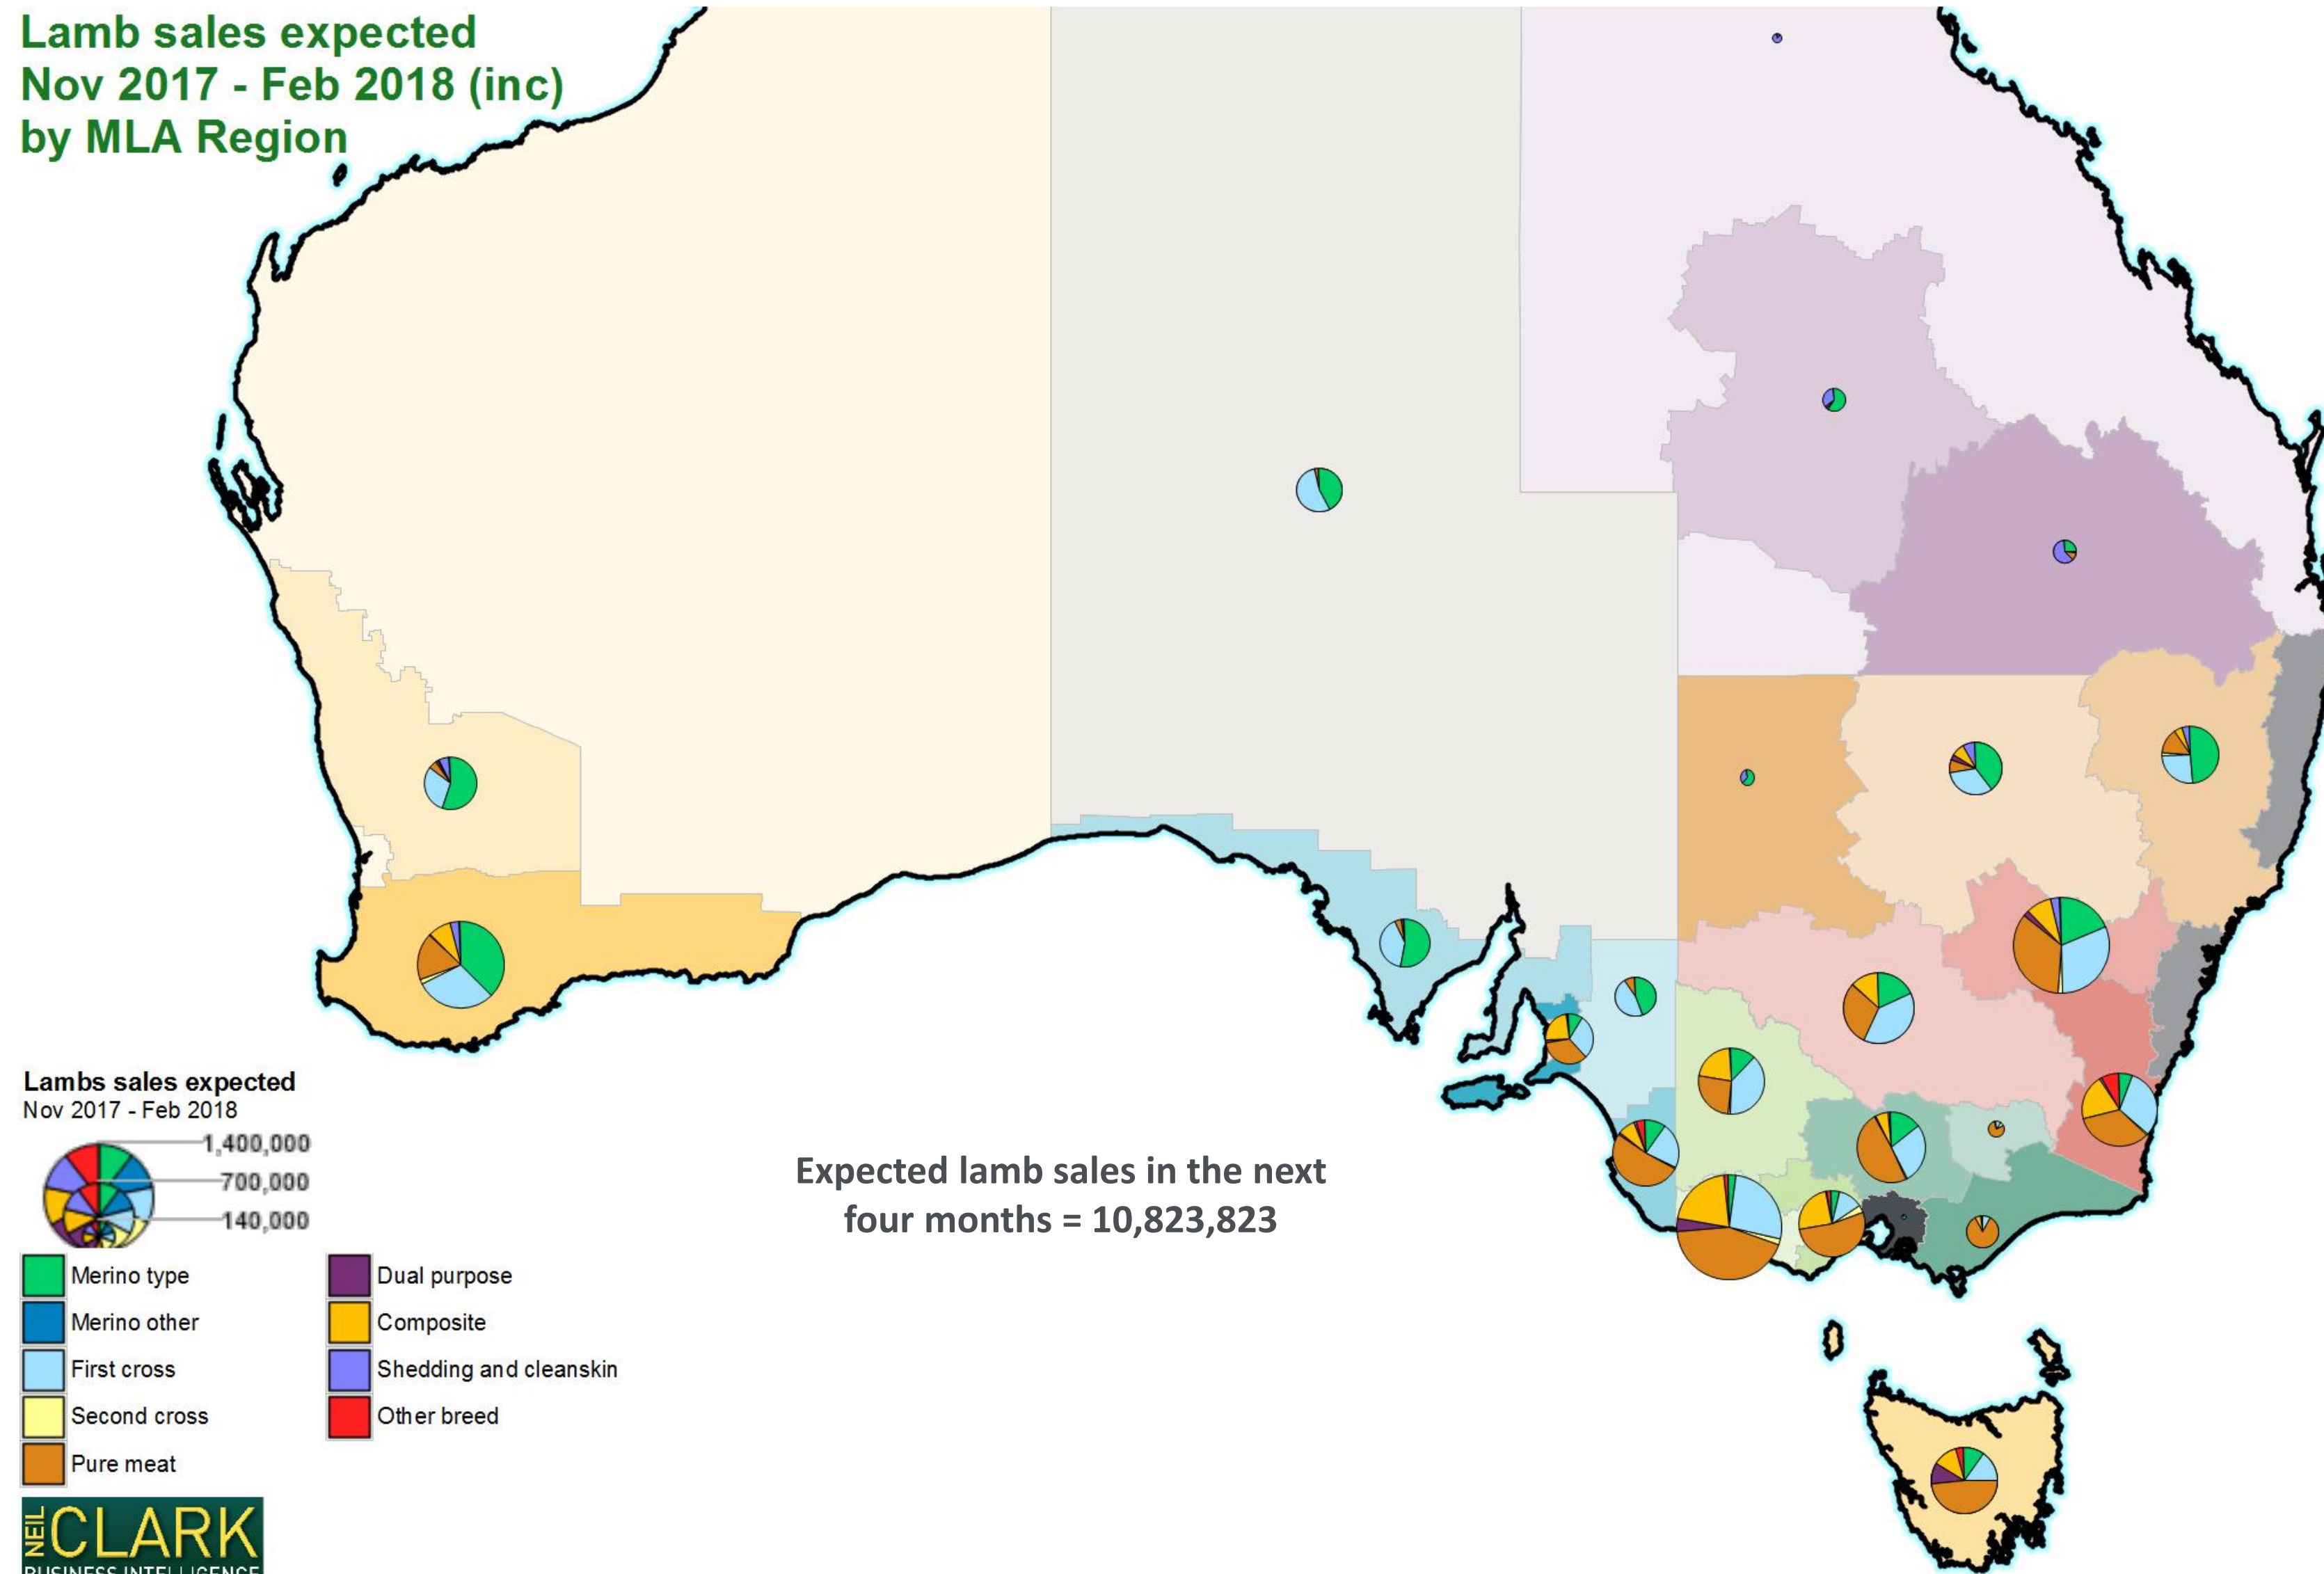 Lamb sales expected
Nov 2017 - Feb 2018 (inc)
by MLA Region
Lambs sales expected
Nov 2017 - Feb 2018
1,400,000
700,000
140,000
Merino type
Merino other
First cross
Second cross
Pure meat
Dual purpose
Composite
Shedding and cleanskin
Other breed
Expected lamb sales in the next
four months = 10,823,823
NEIL CLARK
BUSINESS INTELLIGENCE